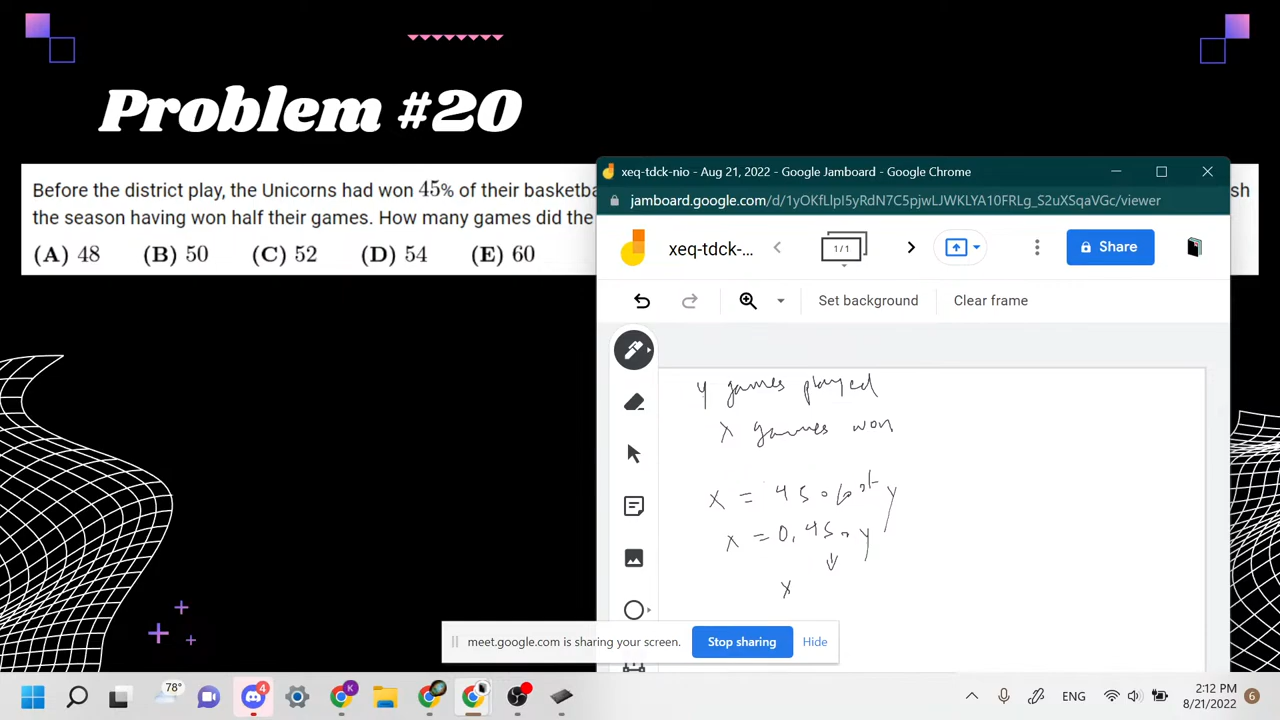 Problem #20
Before the district play, the Unicorns had won 45% of their basketba
sh
the season having won half their games. How many games did the
(A) 48 (B) 50 (C) 52 (D) 54 (E) 60
xeq-tdck-nio - Aug 21, 2022 - Google Jamboard - Google Chrome
jamboard.google.com/d/1yOKfLlpI5yRdN7C5pjwLJWKLYA10FRLg_S2uXSqaVGc/viewer
xeq-tdck-...
1/1
Share
Set background
Clear frame
y games played
x games won
x = 45% of y
x = 0.45 · y
x
meet.google.com is sharing your screen.
Stop sharing
Hide
78°
4
ENG
2:12 PM
8/21/2022
6